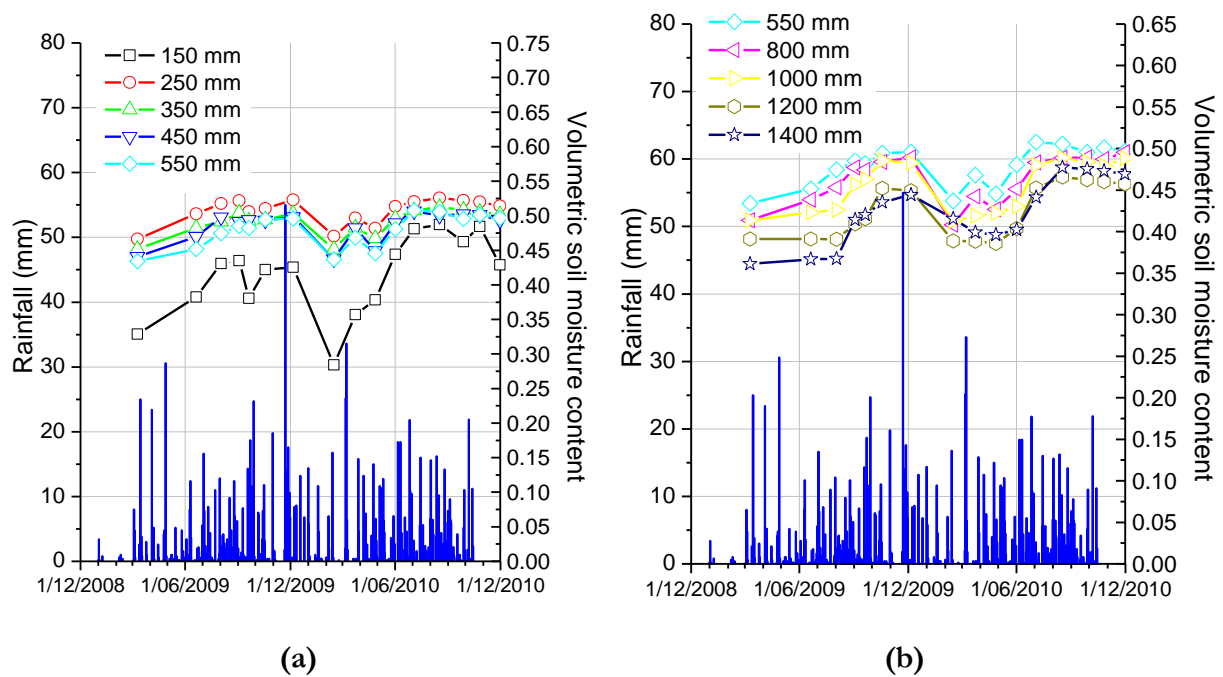 80
70
60
50
40
30
20
10
0
Rainfall (mm)
150 mm
250 mm
350 mm
450 mm
550 mm
0.75
0.70
0.65
0.60
0.55
0.50
0.45
0.40
0.35
0.30
0.25
0.20
0.15
0.10
0.05
0.00
Volumetric soil moisture content
1/12/2008 1/06/2009 1/12/2009 1/06/2010 1/12/2010
(a)
80
70
60
50
40
30
20
10
0
Rainfall (mm)
550 mm
800 mm
1000 mm
1200 mm
1400 mm
0.65
0.60
0.55
0.50
0.45
0.40
0.35
0.30
0.25
0.20
0.15
0.10
0.05
0.00
Volumetric soil moisture content
1/12/2008 1/06/2009 1/12/2009 1/06/2010 1/12/2010
(b)